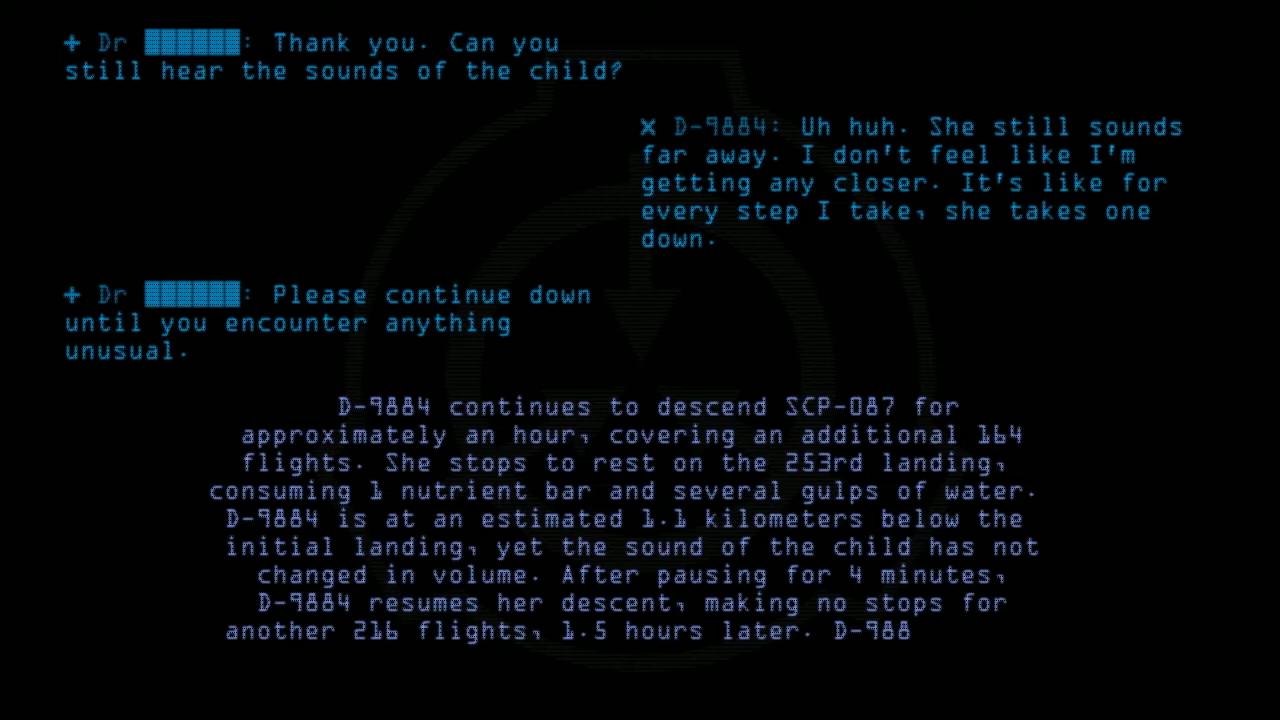 + Dr ██████: Thank you. Can you
still hear the sounds of the child?
x D-9884: Uh huh. She still sounds
far away. I don't feel like I'm
getting any closer. It's like for
every step I take, she takes one
down.
+ Dr ██████: Please continue down
until you encounter anything
unusual.
D-9884 continues to descend SCP-087 for
approximately an hour, covering an additional 164
flights. She stops to rest on the 253rd landing,
consuming 1 nutrient bar and several gulps of water.
D-9884 is at an estimated 1.1 kilometers below the
initial landing, yet the sound of the child has not
changed in volume. After pausing for 4 minutes,
D-9884 resumes her descent, making no stops for
another 216 flights, 1.5 hours later. D-988